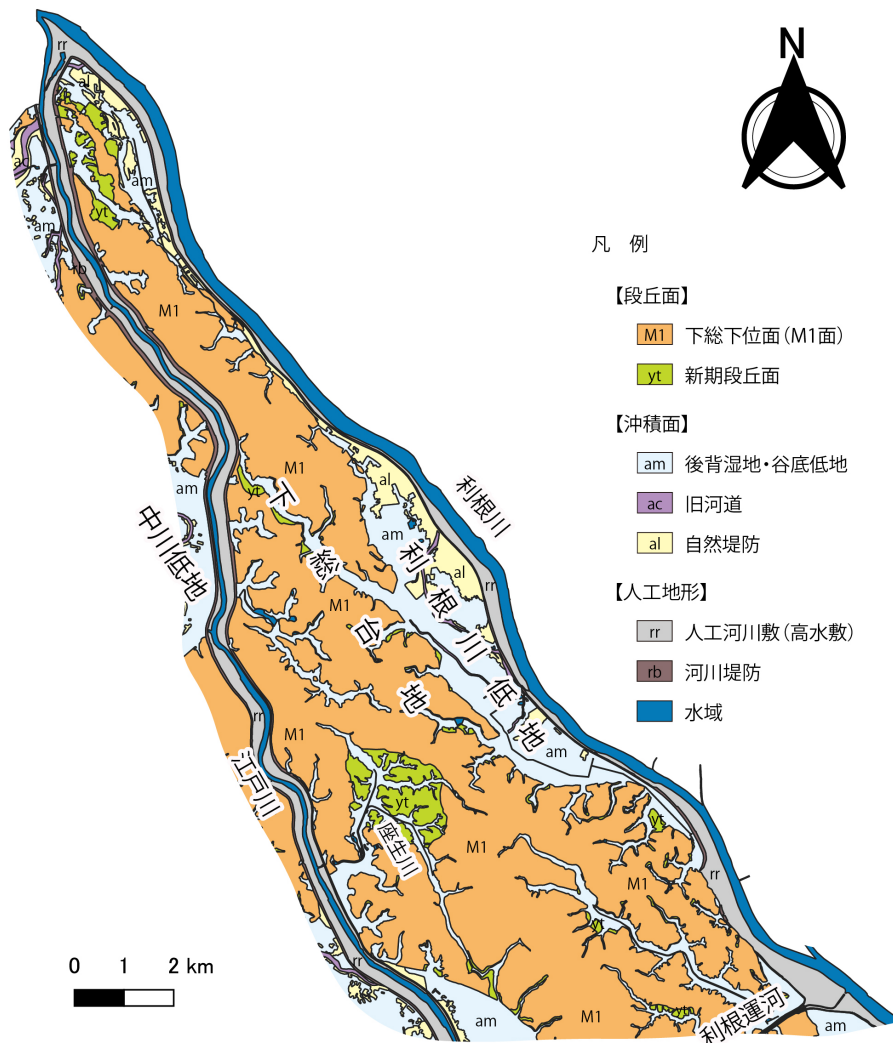 N
凡 例
【段丘面】
M1 下総下位面（M1面）
yt 新期段丘面
【沖積面】
am 後背湿地・谷底低地
ac 旧河道
al 自然堤防
【人工地形】
rr 人工河川敷（高水敷）
rb 河川堤防
水域
rr
al
ac
am
yt
am
rb
M1
M1
al
利根川
yt
am
中川低地
am
al
rr
下総台地
利根川低地
M1
rr
M1
am
江戸川
yt
yt
座生川
M1
M1
rr
rr
0 1 2 km
am
M1
yt
利根運河
am